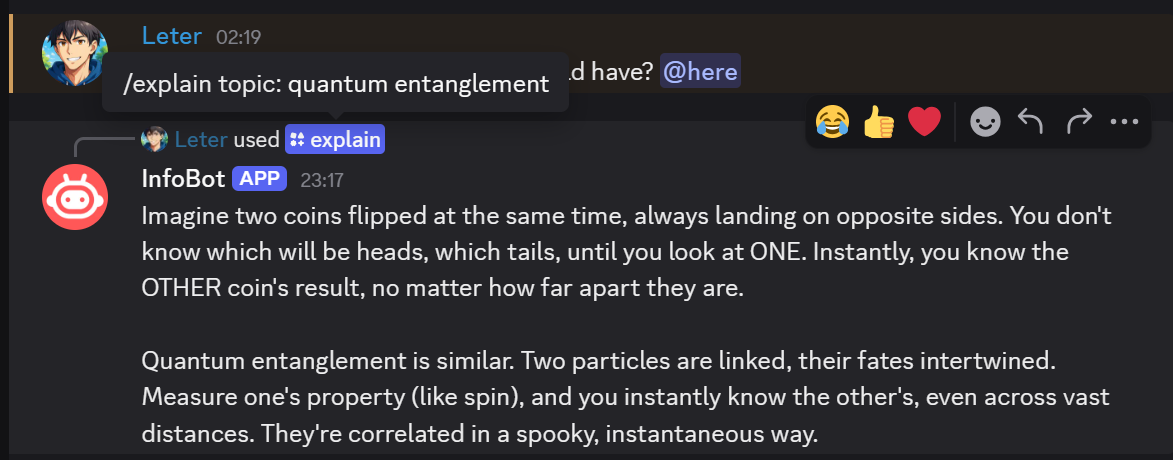 Leter 02:19
/explain topic: quantum entanglement
have? @here
Leter used explain
InfoBot APP 23:17
Imagine two coins flipped at the same time, always landing on opposite sides. You don't
know which will be heads, which tails, until you look at ONE. Instantly, you know the
OTHER coin's result, no matter how far apart they are.
Quantum entanglement is similar. Two particles are linked, their fates intertwined.
Measure one's property (like spin), and you instantly know the other's, even across vast
distances. They're correlated in a spooky, instantaneous way.